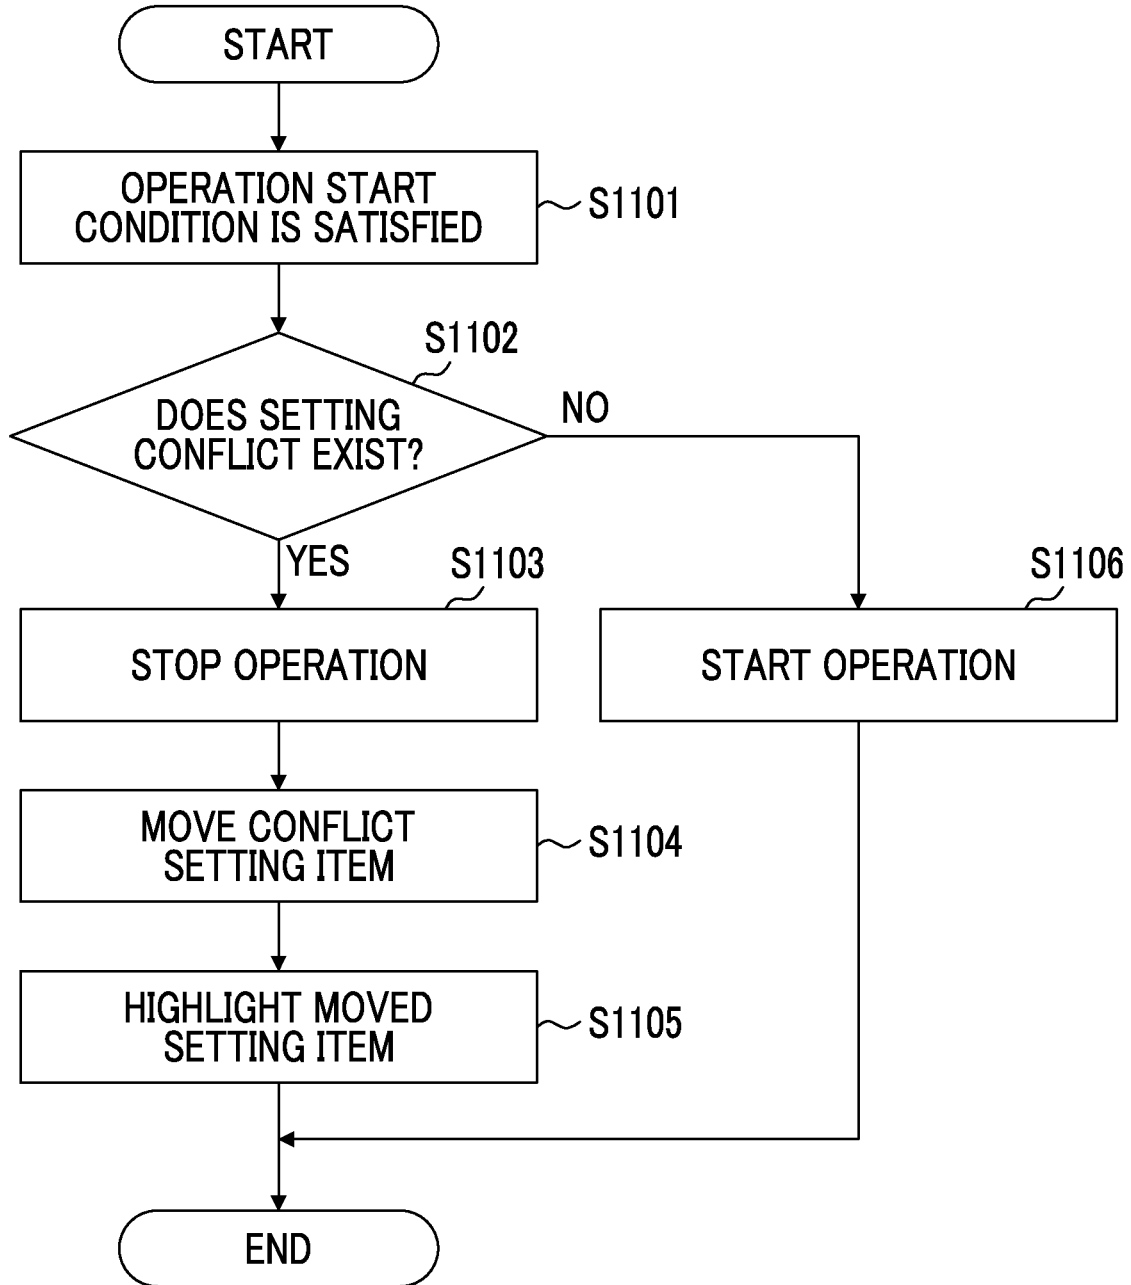 START
OPERATION START
CONDITION IS SATISFIED
S1101
S1102
DOES SETTING
CONFLICT EXIST?
NO
YES
S1103
STOP OPERATION
S1106
START OPERATION
MOVE CONFLICT
SETTING ITEM
S1104
HIGHLIGHT MOVED
SETTING ITEM
S1105
END